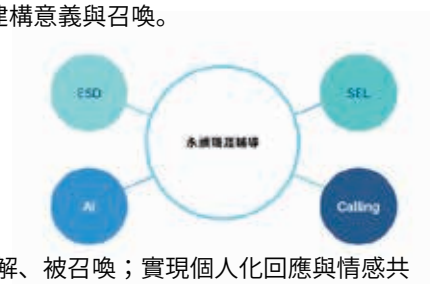 建構意義與召喚。
ESD
SEL
永續職涯輔導
AI
Calling
解、被召喚；實現個人化回應與情感共